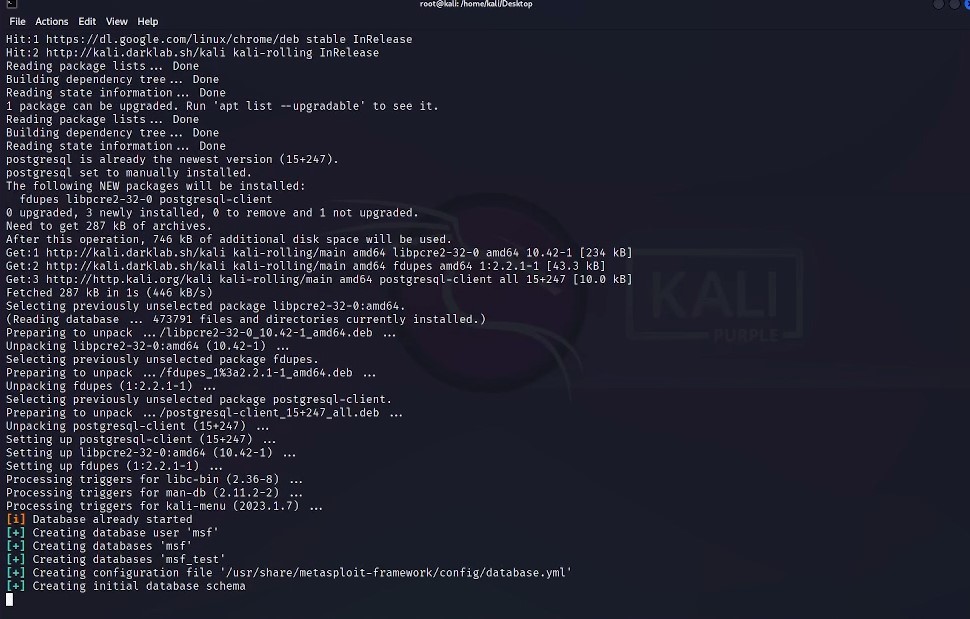 root@kali: /home/kali/Desktop
File Actions Edit View Help
Hit:1 https://dl.google.com/linux/chrome/deb stable InRelease
Hit:2 http://kali.darklab.sh/kali kali-rolling InRelease
Reading package lists... Done
Building dependency tree... Done
Reading state information... Done
1 package can be upgraded. Run 'apt list --upgradable' to see it.
Reading package lists... Done
Building dependency tree... Done
Reading state information... Done
postgresql is already the newest version (15+247).
postgresql set to manually installed.
The following NEW packages will be installed:
  fdupes libpcre2-32-0 postgresql-client
0 upgraded, 3 newly installed, 0 to remove and 1 not upgraded.
Need to get 287 kB of archives.
After this operation, 746 kB of additional disk space will be used.
Get:1 http://kali.darklab.sh/kali kali-rolling/main amd64 libpcre2-32-0 amd64 10.42-1 [234 kB]
Get:2 http://kali.darklab.sh/kali kali-rolling/main amd64 fdupes amd64 1:2.2.1-1 [43.3 kB]
Get:3 http://http.kali.org/kali kali-rolling/main amd64 postgresql-client all 15+247 [10.0 kB]
Fetched 287 kB in 1s (446 kB/s)
Selecting previously unselected package libpcre2-32-0:amd64.
(Reading database ... 473791 files and directories currently installed.)
Preparing to unpack .../libpcre2-32-0_10.42-1_amd64.deb ...
Unpacking libpcre2-32-0:amd64 (10.42-1) ...
Selecting previously unselected package fdupes.
Preparing to unpack .../fdupes_1%3a2.2.1-1_amd64.deb ...
Unpacking fdupes (1:2.2.1-1) ...
Selecting previously unselected package postgresql-client.
Preparing to unpack .../postgresql-client_15+247_all.deb ...
Unpacking postgresql-client (15+247) ...
Setting up postgresql-client (15+247) ...
Setting up libpcre2-32-0:amd64 (10.42-1) ...
Setting up fdupes (1:2.2.1-1) ...
Processing triggers for libc-bin (2.36-8) ...
Processing triggers for man-db (2.11.2-2) ...
Processing triggers for kali-menu (2023.1.7) ...
[i] Database already started
[+] Creating database user 'msf'
[+] Creating databases 'msf'
[+] Creating databases 'msf_test'
[+] Creating configuration file '/usr/share/metasploit-framework/config/database.yml'
[+] Creating initial database schema
KALI
PURPLE